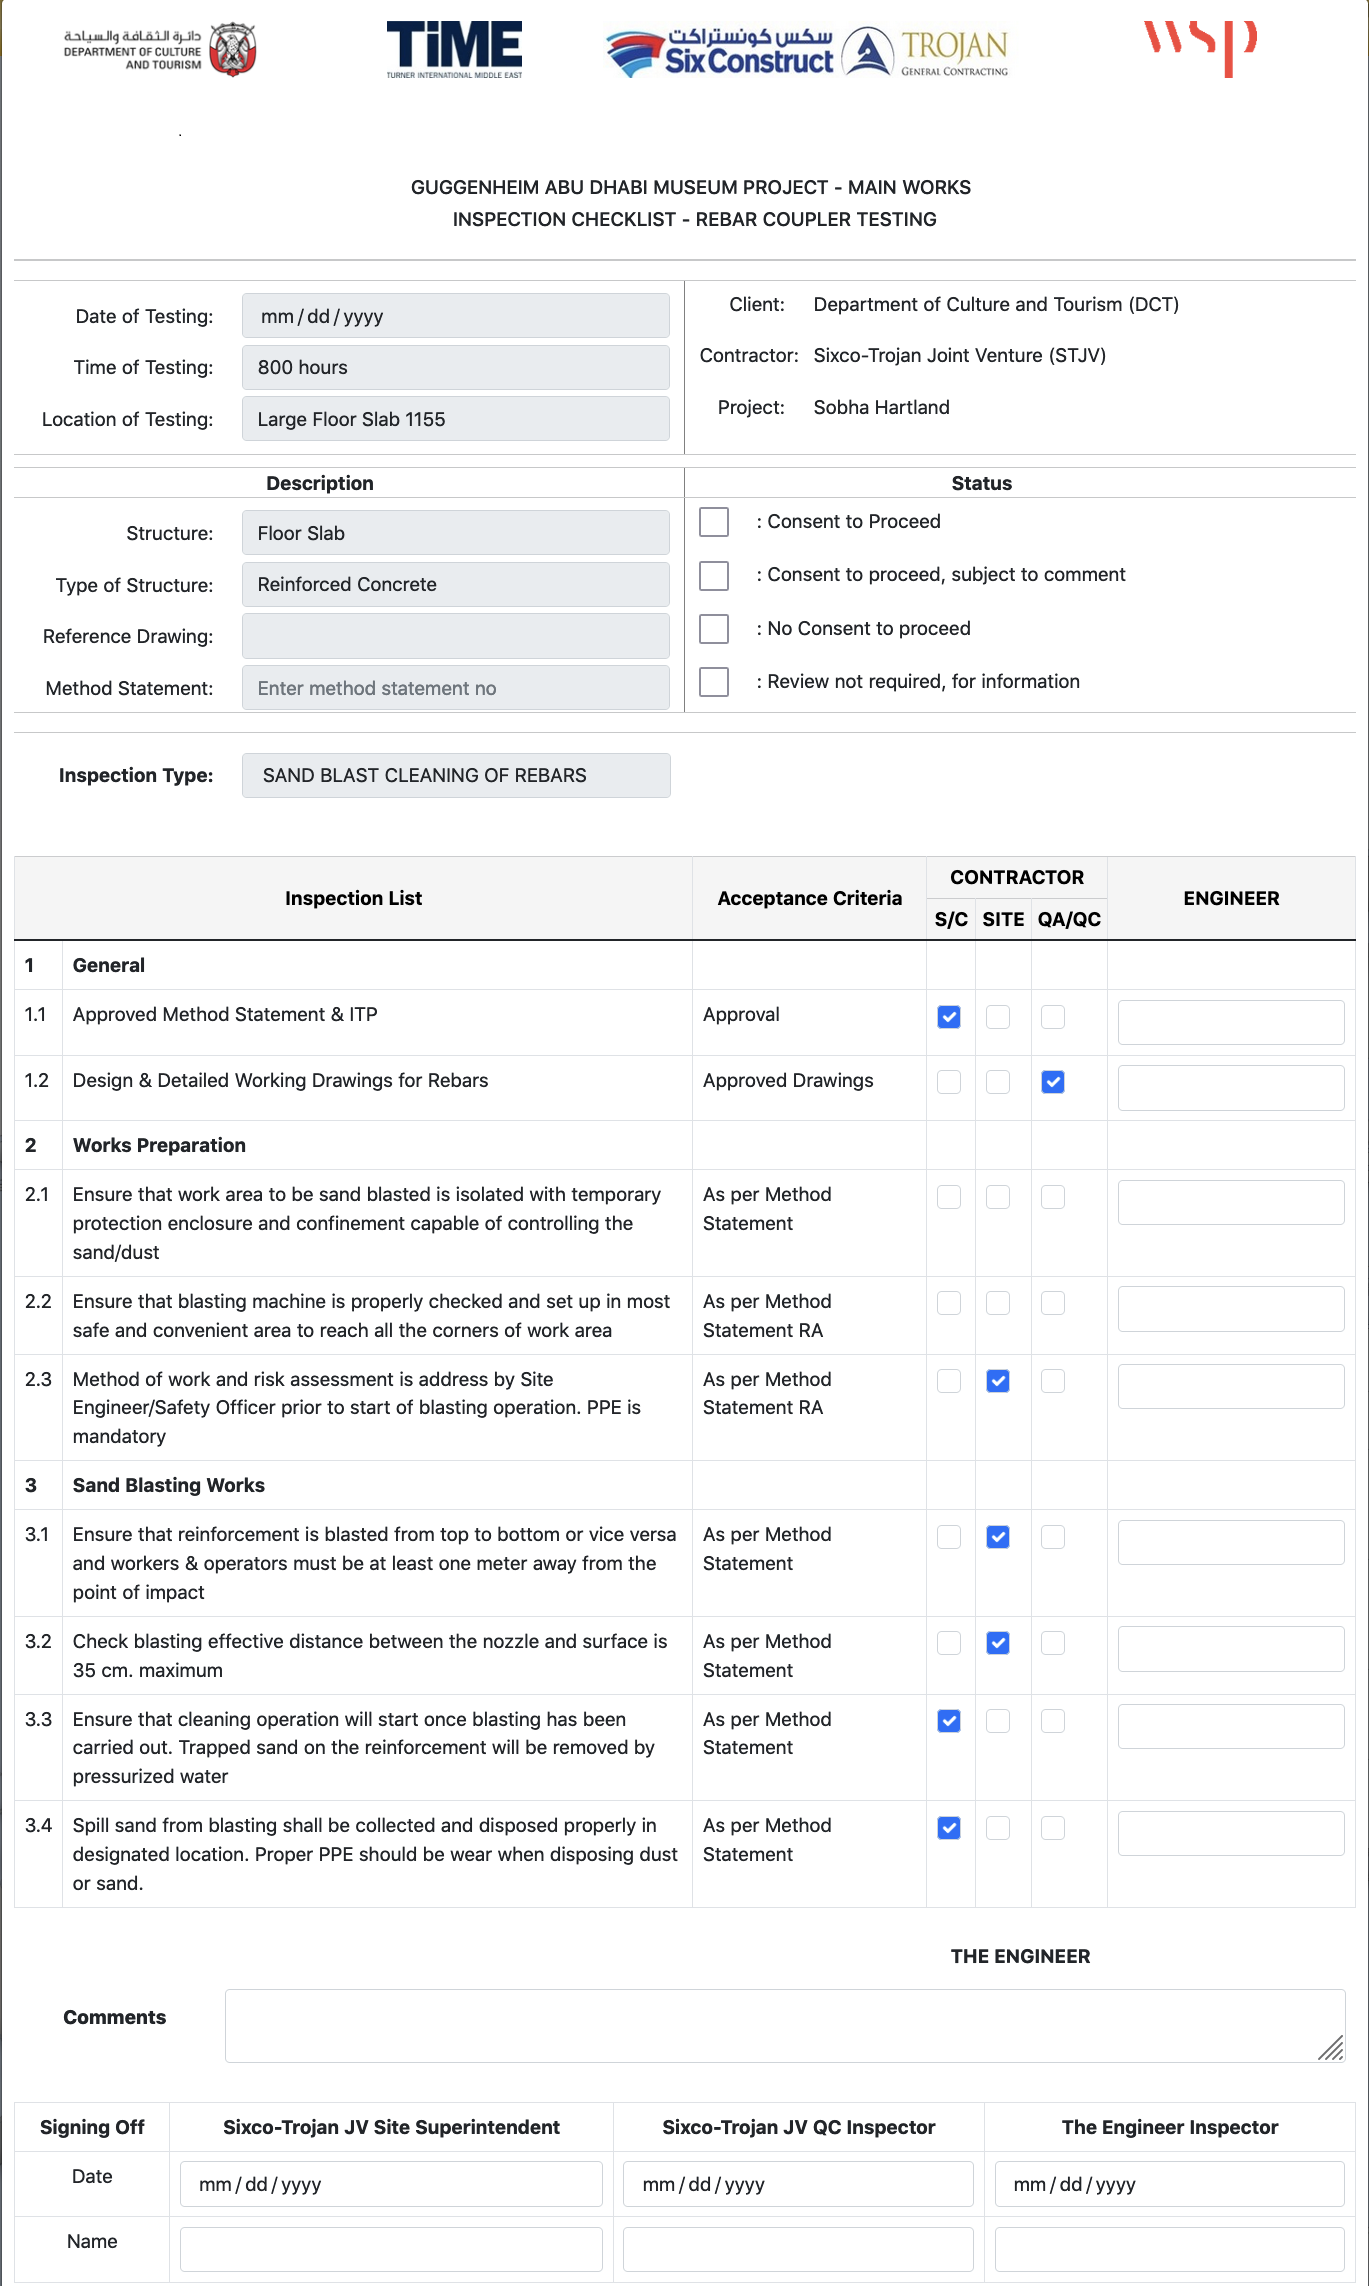 دائرة الثقافة والسياحة
DEPARTMENT OF CULTURE
AND TOURISM
TiME
TURNER INTERNATIONAL MIDDLE EAST
سكس كونستراكت
Six Construct
TROJAN
GENERAL CONTRACTING
wsp
.
GUGGENHEIM ABU DHABI MUSEUM PROJECT - MAIN WORKS
INSPECTION CHECKLIST - REBAR COUPLER TESTING
Date of Testing: mm/dd/yyyy
Time of Testing: 800 hours
Location of Testing: Large Floor Slab 1155
Client: Department of Culture and Tourism (DCT)
Contractor: Sixco-Trojan Joint Venture (STJV)
Project: Sobha Hartland
Description
Structure: Floor Slab
Type of Structure: Reinforced Concrete
Reference Drawing:
Method Statement: Enter method statement no
Status
: Consent to Proceed
: Consent to proceed, subject to comment
: No Consent to proceed
: Review not required, for information
Inspection Type: SAND BLAST CLEANING OF REBARS
Inspection List Acceptance Criteria CONTRACTOR ENGINEER
S/C SITE QA/QC
1 General
1.1 Approved Method Statement & ITP Approval
1.2 Design & Detailed Working Drawings for Rebars Approved Drawings
2 Works Preparation
2.1 Ensure that work area to be sand blasted is isolated with temporary As per Method
protection enclosure and confinement capable of controlling the Statement
sand/dust
2.2 Ensure that blasting machine is properly checked and set up in most As per Method
safe and convenient area to reach all the corners of work area Statement RA
2.3 Method of work and risk assessment is address by Site As per Method
Engineer/Safety Officer prior to start of blasting operation. PPE is Statement RA
mandatory
3 Sand Blasting Works
3.1 Ensure that reinforcement is blasted from top to bottom or vice versa As per Method
and workers & operators must be at least one meter away from the Statement
point of impact
3.2 Check blasting effective distance between the nozzle and surface is As per Method
35 cm. maximum Statement
3.3 Ensure that cleaning operation will start once blasting has been As per Method
carried out. Trapped sand on the reinforcement will be removed by Statement
pressurized water
3.4 Spill sand from blasting shall be collected and disposed properly in As per Method
designated location. Proper PPE should be wear when disposing dust Statement
or sand.
THE ENGINEER
Comments
Signing Off Sixco-Trojan JV Site Superintendent Sixco-Trojan JV QC Inspector The Engineer Inspector
Date mm/dd/yyyy mm/dd/yyyy mm/dd/yyyy
Name